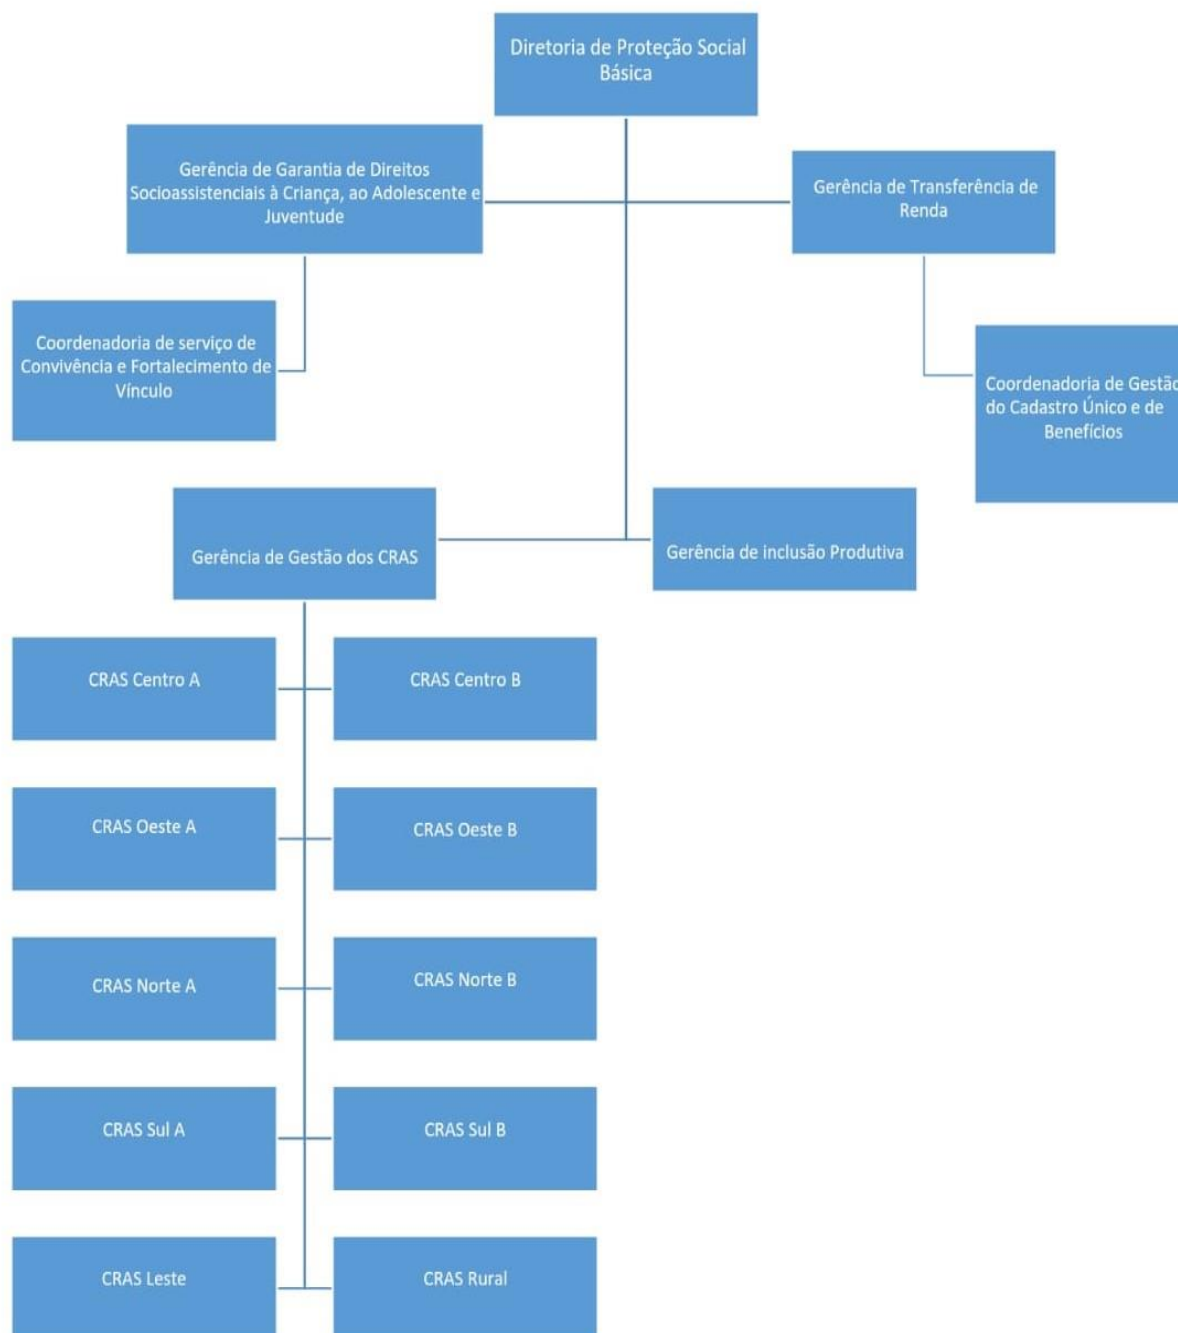 Diretoria de Proteção Social
Básica
Gerência de Garantia de Direitos
Socioassistenciais à Criança, ao Adolescente e
Juventude
Gerência de Transferência de
Renda
Coordenadoria de serviço de
Convivência e Fortalecimento de
Vínculo
Coordenadoria de Gestão
do Cadastro Único e de
Benefícios
Gerência de Gestão dos CRAS
Gerência de inclusão Produtiva
CRAS Centro A
CRAS Centro B
CRAS Oeste A
CRAS Oeste B
CRAS Norte A
CRAS Norte B
CRAS Sul A
CRAS Sul B
CRAS Leste
CRAS Rural